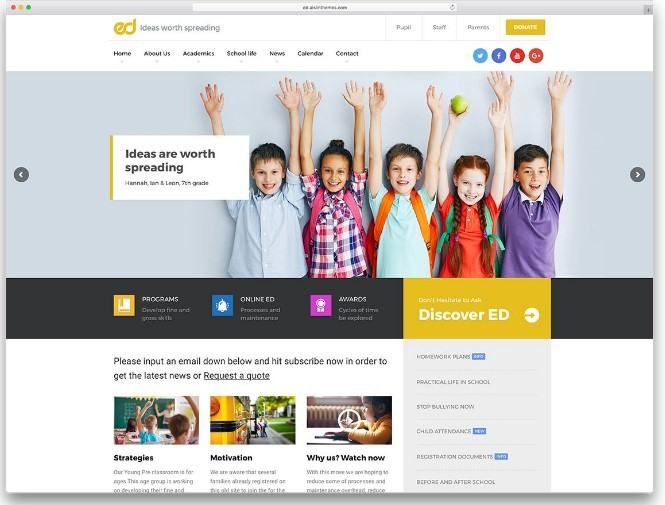 ed.aislinthemes.com
ed Ideas worth spreading
Pupil Staff Parents DONATE
Home About Us Academics School life News Calendar Contact
Ideas are worth
spreading
Hannah, Ian & Leon, 7th grade
PROGRAMS
Develop fine and
gross skills
ONLINE ED
Processes and
maintenance
AWARDS
Cycles of time
be explored
Don't Hesitate to Ask
Discover ED
Please input an email down below and hit subscribe now in order to
get the latest news or Request a quote
Strategies
Our Young Pre classroom is for
ages This age group is working
on developing their fine and
Motivation
We are aware that several
families already registered on
this old site to join the for the
Why us? Watch now
With this move we are hoping to
reduce some of processes and
maintenance overhead, reduce
HOMEWORK PLANS INFO
PRACTICAL LIFE IN SCHOOL
STOP BULLYING NOW
CHILD ATTENDANCE NEW
REGISTRATION DOCUMENTS INFO
BEFORE AND AFTER SCHOOL